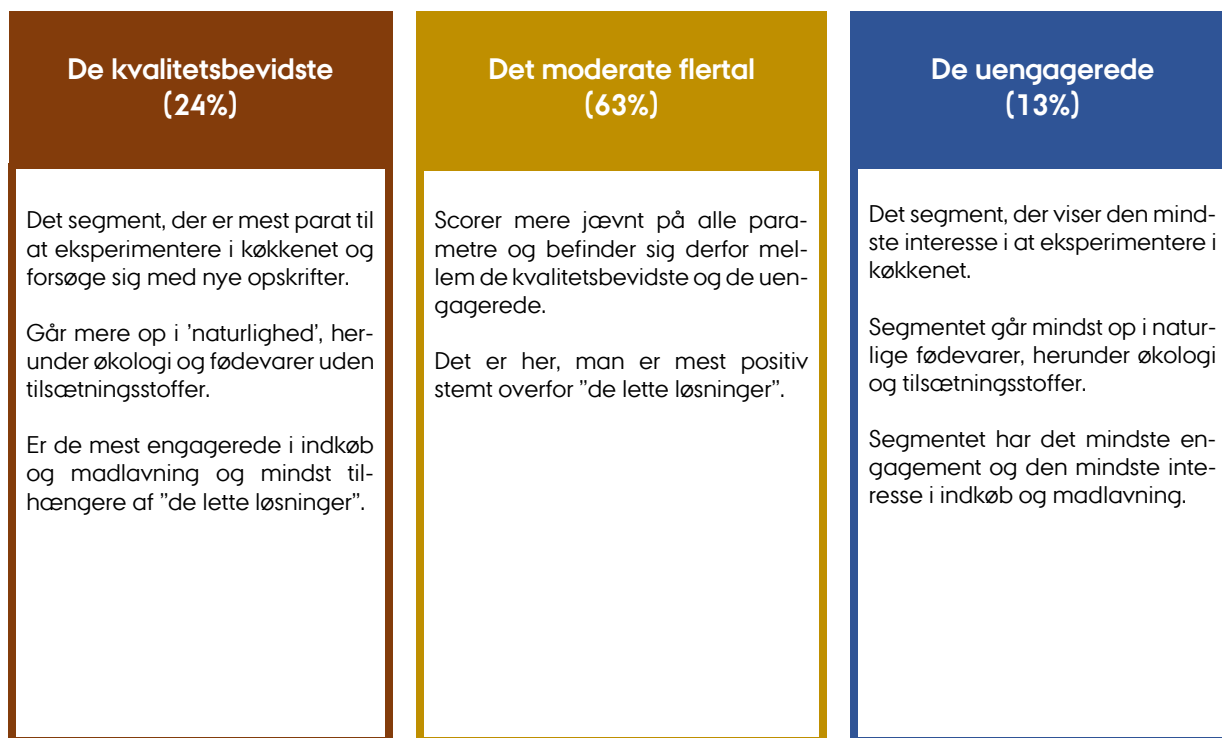 De kvalitetsbevidste
(24%)
Det segment, der er mest parat til
at eksperimentere i køkkenet og
forsøge sig med nye opskrifter.
Går mere op i ’naturlighed’, her-
under økologi og fødevarer uden
tilsætningsstoffer.
Er de mest engagerede i indkøb
og madlavning og mindst til-
hængere af ”de lette løsninger”.
Det moderate flertal
(63%)
Scorer mere jævnt på alle para-
metre og befinder sig derfor mel-
lem de kvalitetsbevidste og de uen-
gagerede.
Det er her, man er mest positiv
stemt overfor ”de lette løsninger”.
De uengagerede
(13%)
Det segment, der viser den mind-
ste interesse i at eksperimentere i
køkkenet.
Segmentet går mindst op i natur-
lige fødevarer, herunder økologi
og tilsætningsstoffer.
Segmentet har det mindste en-
gagement og den mindste inte-
resse i indkøb og madlavning.